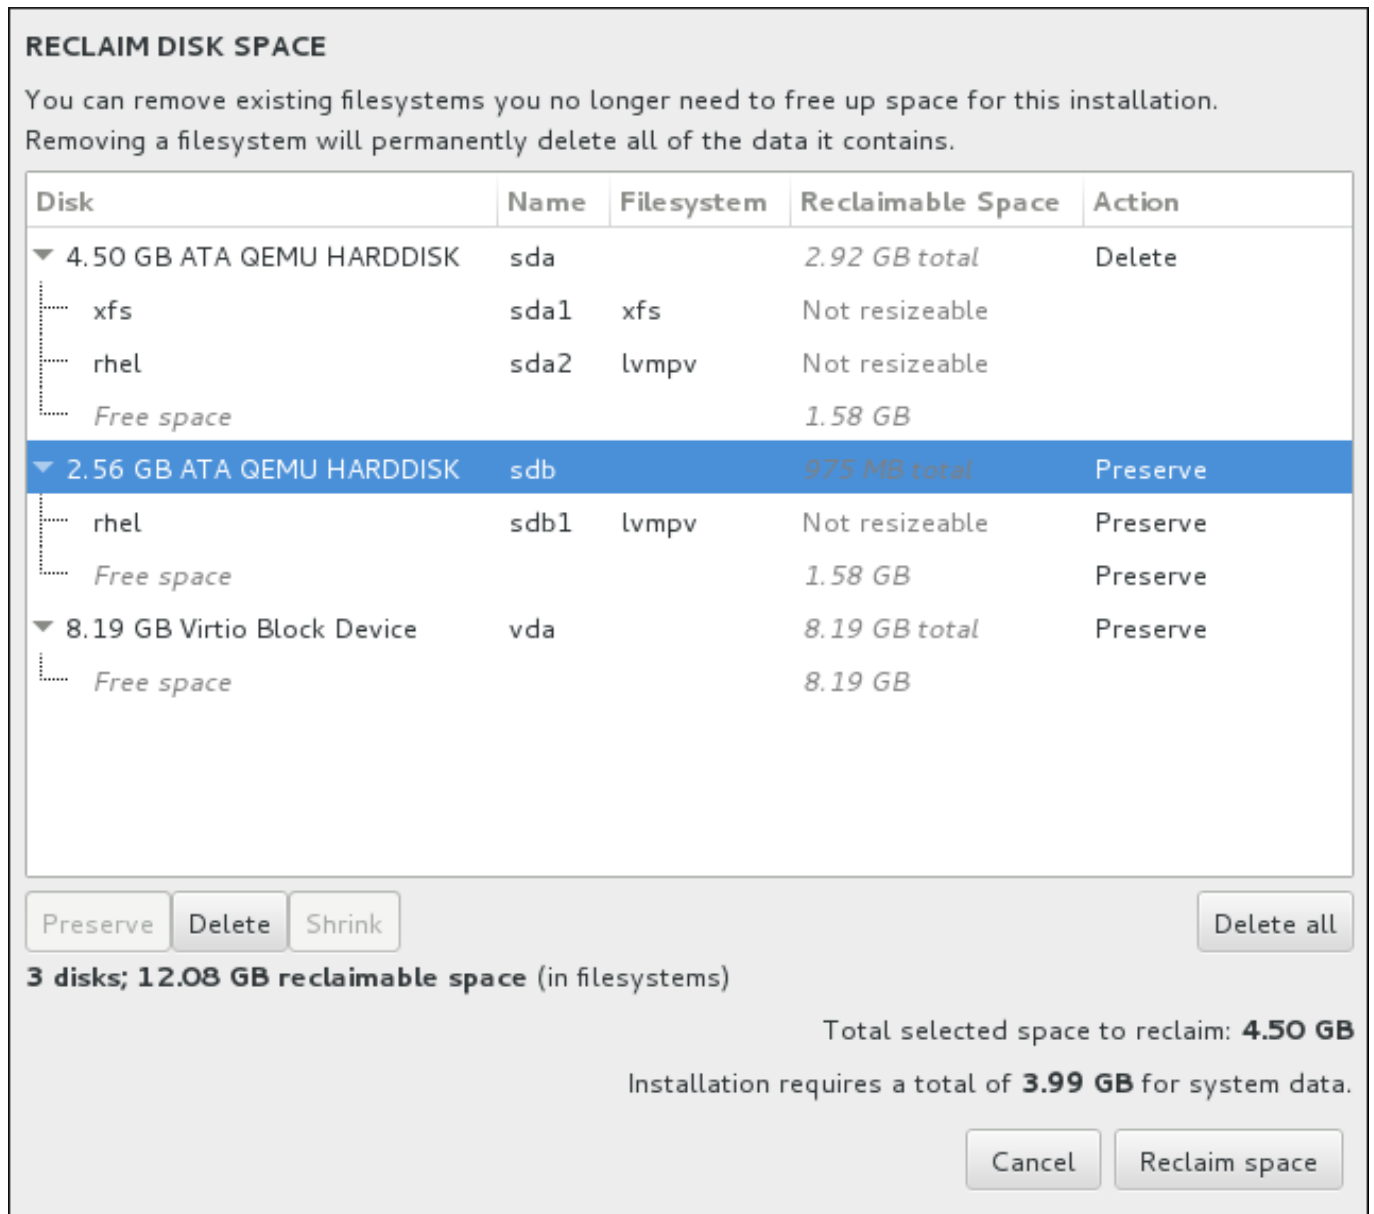 RECLAIM DISK SPACE
You can remove existing filesystems you no longer need to free up space for this installation.
Removing a filesystem will permanently delete all of the data it contains.
Disk Name Filesystem Reclaimable Space Action
4.50 GB ATA QEMU HARDDISK sda 2.92 GB total Delete
xfs sda1 xfs Not resizeable
rhel sda2 lvmpv Not resizeable
Free space 1.58 GB
2.56 GB ATA QEMU HARDDISK sdb 975 MB total Preserve
rhel sdb1 lvmpv Not resizeable Preserve
Free space 1.58 GB Preserve
8.19 GB Virtio Block Device vda 8.19 GB total Preserve
Free space 8.19 GB
Preserve Delete Shrink Delete all
3 disks; 12.08 GB reclaimable space (in filesystems)
Total selected space to reclaim: 4.50 GB
Installation requires a total of 3.99 GB for system data.
Cancel Reclaim space